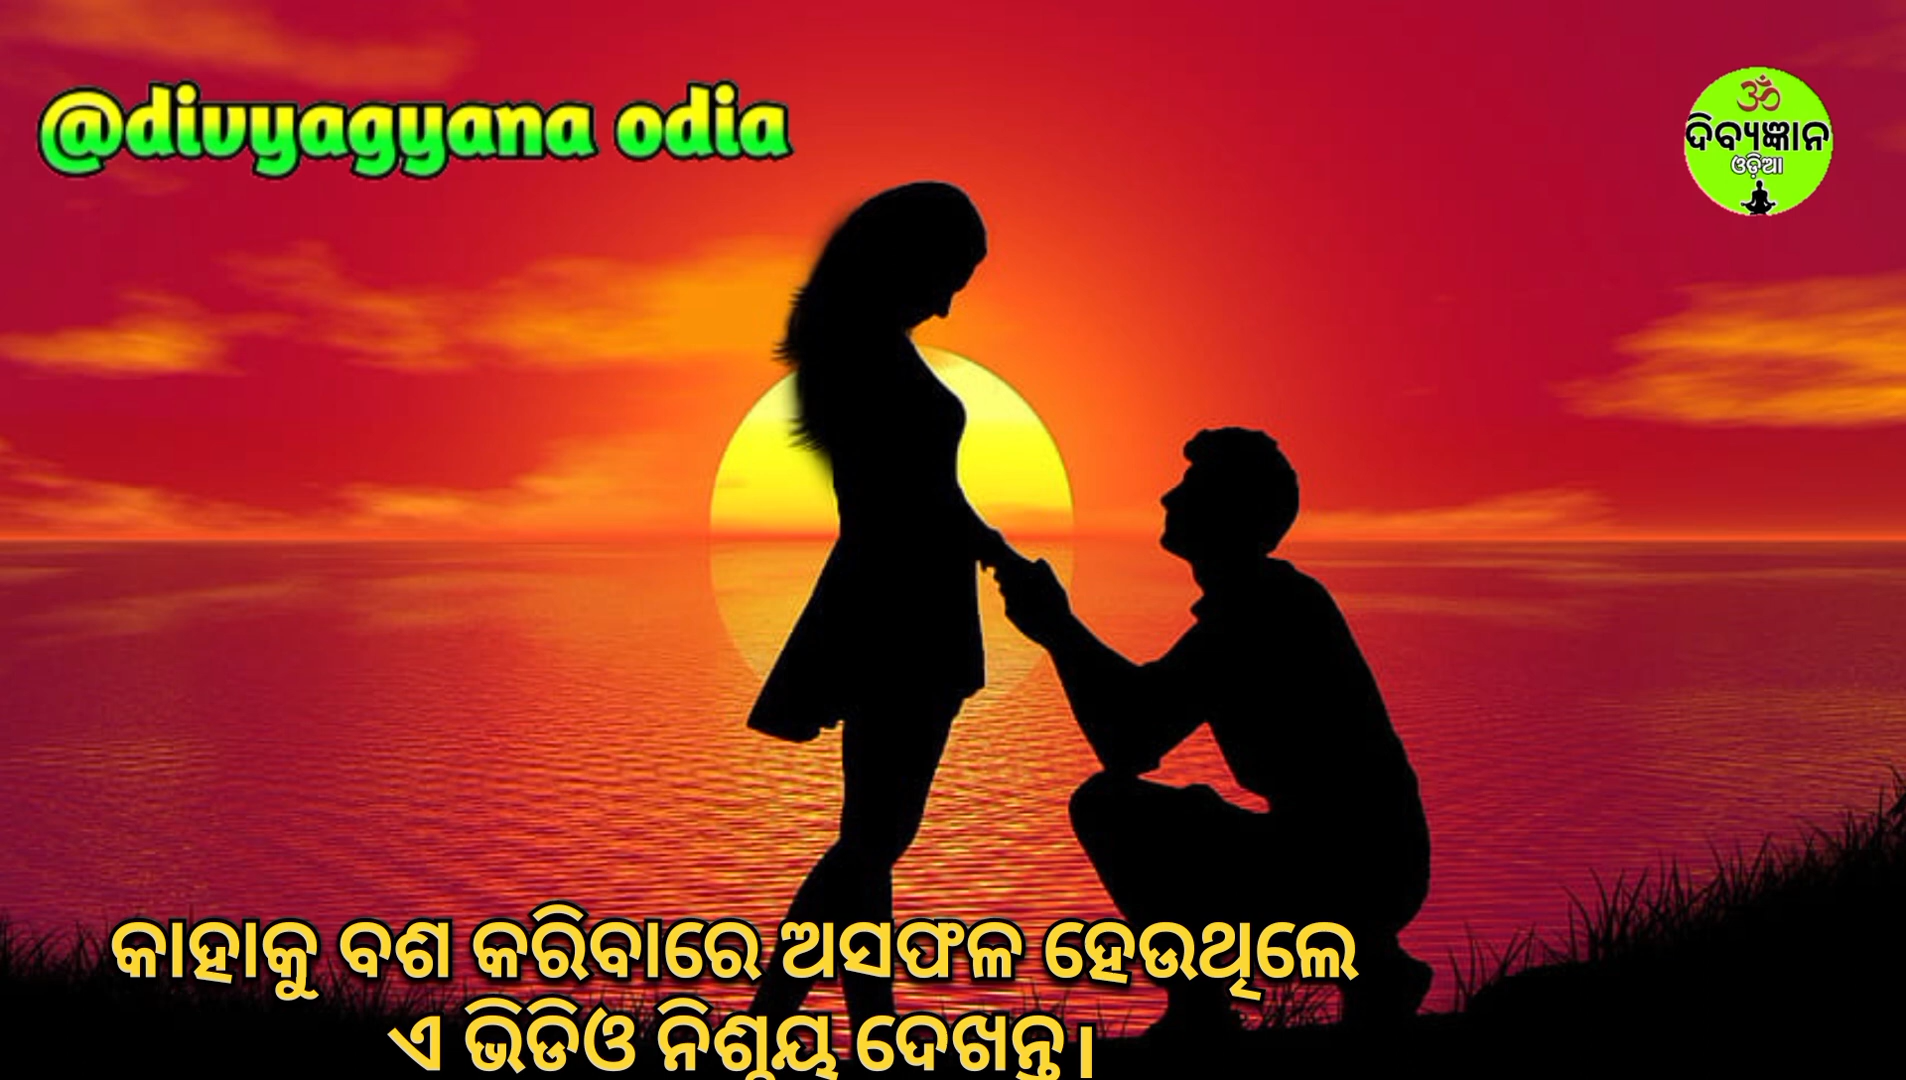 @divyagyana odia
ॐ
ଦିବ୍ୟଜ୍ଞାନ
ଓଡ଼ିଆ
କାହାକୁ ବଶ କରିବାରେ ଅସଫଳ ହେଉଥିଲେ
ଏ ଭିଡିଓ ନିଶ୍ଚୟ ଦେଖନ୍ତୁ।